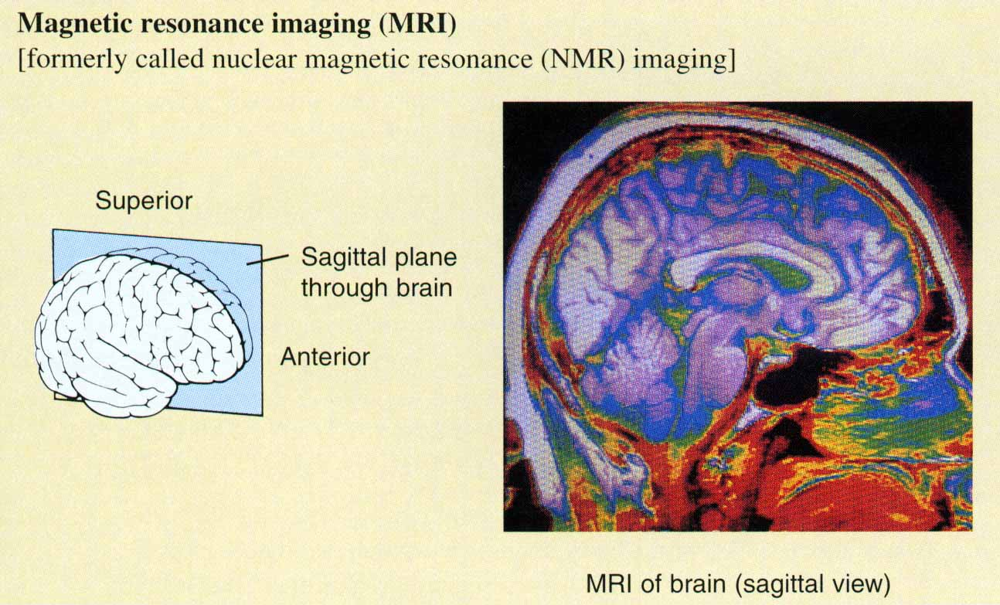 Magnetic resonance imaging (MRI)
[formerly called nuclear magnetic resonance (NMR) imaging]
Superior
Sagittal plane
through brain
Anterior
MRI of brain (sagittal view)